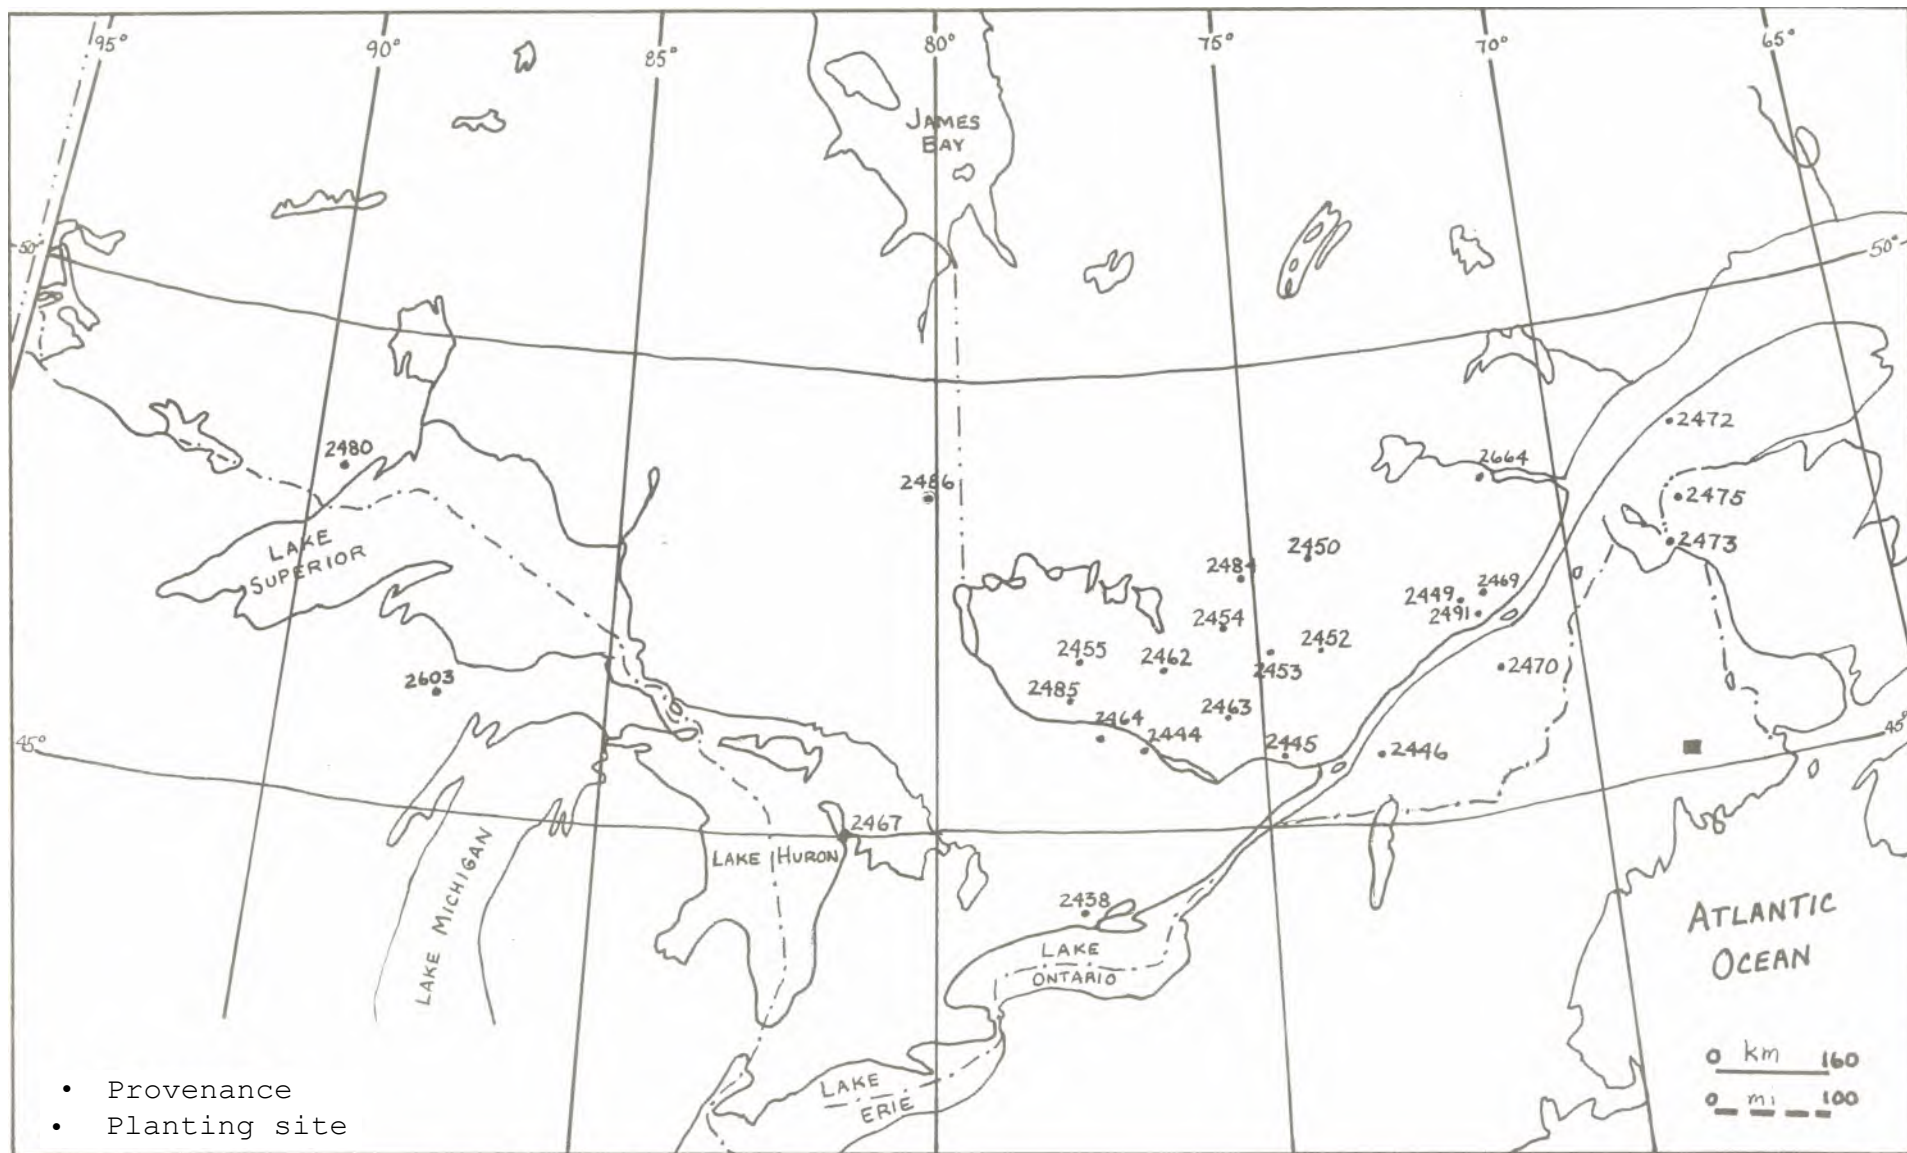 95°
90°
85°
80°
75°
70°
65°
JAMES
BAY
50°
50°
2480
2486
2472
2664
2475
2473
LAKE
SUPERIOR
2450
2484
2469
2449
2491
2454
2452
2453
2455
2462
2470
2603
2485
2463
2464
2444
2445
2446
45°
45°
2467
LAKE HURON
LAKE MICHIGAN
2438
LAKE
ONTARIO
ATLANTIC
OCEAN
LAKE
ERIE
0 km 160
0 mi 100
• Provenance
• Planting site